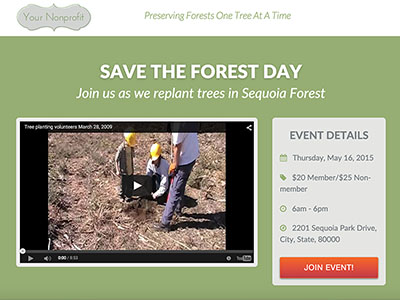 Your Nonprofit
Preserving Forests One Tree At A Time
SAVE THE FOREST DAY
Join us as we replant trees in Sequoia Forest
Tree planting volunteers March 28, 2009
0:00 / 8:53
YouTube
EVENT DETAILS
Thursday, May 16, 2015
$20 Member/$25 Non-
member
6am - 6pm
2201 Sequoia Park Drive,
City, State, 80000
JOIN EVENT!